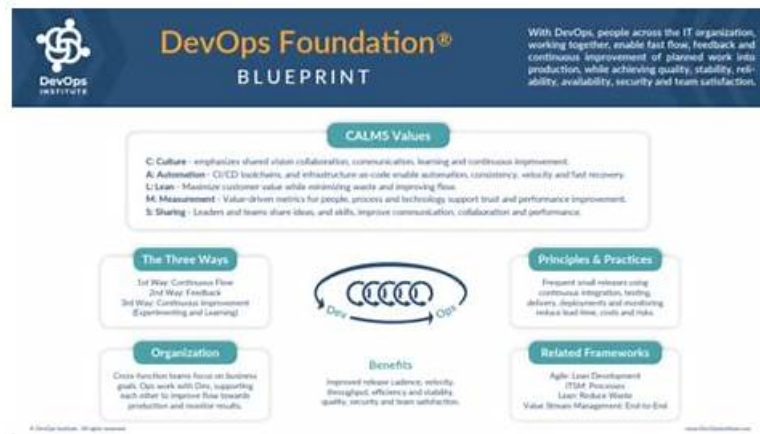 DevOps
INSTITUTE
DevOps Foundation®
BLUEPRINT
With DevOps, people across the IT organization,
working together, enable fast flow, feedback and
continuous improvement of planned work into
production, while achieving quality, stability, reli-
ability, availability, security and team satisfaction.
CALMS Values
C: Culture - emphasizes shared vision collaboration, communication, learning and continuous improvement.
A: Automation - CI/CD toolchains, and infrastructure as-code enable automation, consistency, velocity and fast recovery.
L: Lean - Maximize customer value while minimizing waste and improving flow.
M: Measurement - Value-driven metrics for people, process and technology support trust and performance improvement.
S: Sharing - Leaders and teams share ideas, and skills, improve communication, collaboration and performance.
The Three Ways
1st Way: Continuous Flow
2nd Way: Feedback
3rd Way: Continuous Improvement
(Experimenting and Learning)
Dev
Ops
Principles & Practices
Frequent small releases using
continuous integration, testing,
delivery, deployments and monitoring
reduce lead time, costs and risks.
Organization
Cross-function teams focus on business
goals. Ops work with Dev, supporting
each other to improve flow towards
production and monitor results.
Benefits
Improved release cadence, velocity,
throughput, efficiency and stability,
quality, security and team satisfaction.
Related Frameworks
Agile: Lean Development
ITSM: Processes
Lean: Reduce Waste
Value Stream Management: End-to-End
© DevOps Institute. All rights reserved.
www.DevOpsInstitute.com